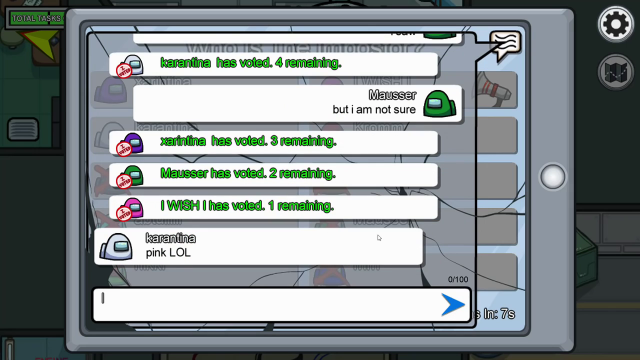 TOTAL TASKS
karantina has voted. 4 remaining.
Mausser
but i am not sure
xarintina has voted. 3 remaining.
Mausser has voted. 2 remaining.
I WISH I has voted. 1 remaining.
karantina
pink LOL
0/100
s In: 7s